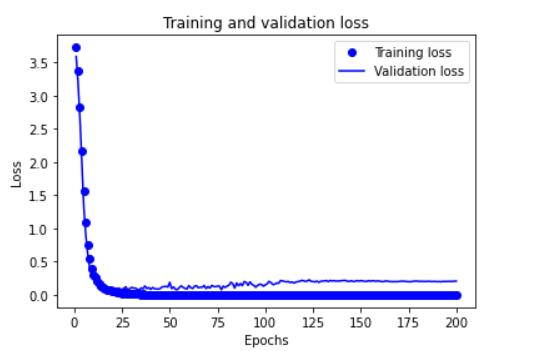 Training and validation loss
Training loss
Validation loss
3.5
3.0
2.5
2.0
1.5
1.0
0.5
0.0
Loss
0 25 50 75 100 125 150 175 200
Epochs